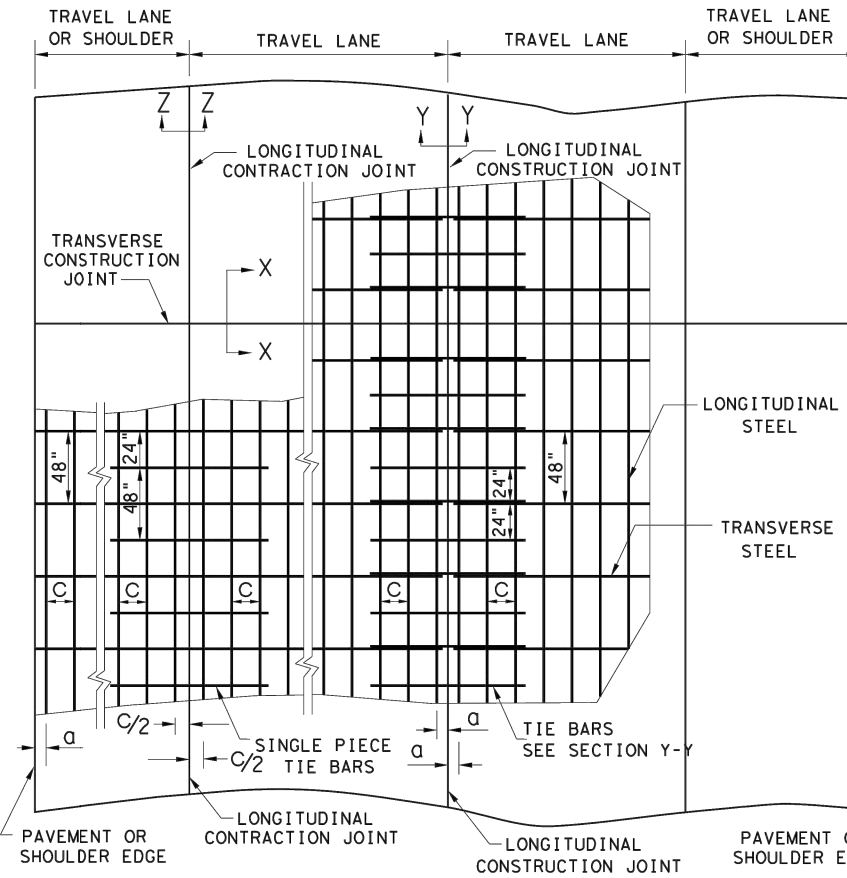 TRAVEL LANE
OR SHOULDER
TRAVEL LANE
TRAVEL LANE
TRAVEL LANE
OR SHOULDER
Z Z
Y Y
LONGITUDINAL
CONTRACTION JOINT
LONGITUDINAL
CONSTRUCTION JOINT
TRANSVERSE
CONSTRUCTION
JOINT
X
X
LONGITUDINAL
STEEL
48"
24"
48"
24"
24"
48"
TRANSVERSE
STEEL
C
C
C
C
C
C/2
a
a
a
C/2
SINGLE PIECE
TIE BARS
TIE BARS
SEE SECTION Y-Y
PAVEMENT OR
SHOULDER EDGE
LONGITUDINAL
CONTRACTION JOINT
LONGITUDINAL
CONSTRUCTION JOINT
PAVEMENT
SHOULDER